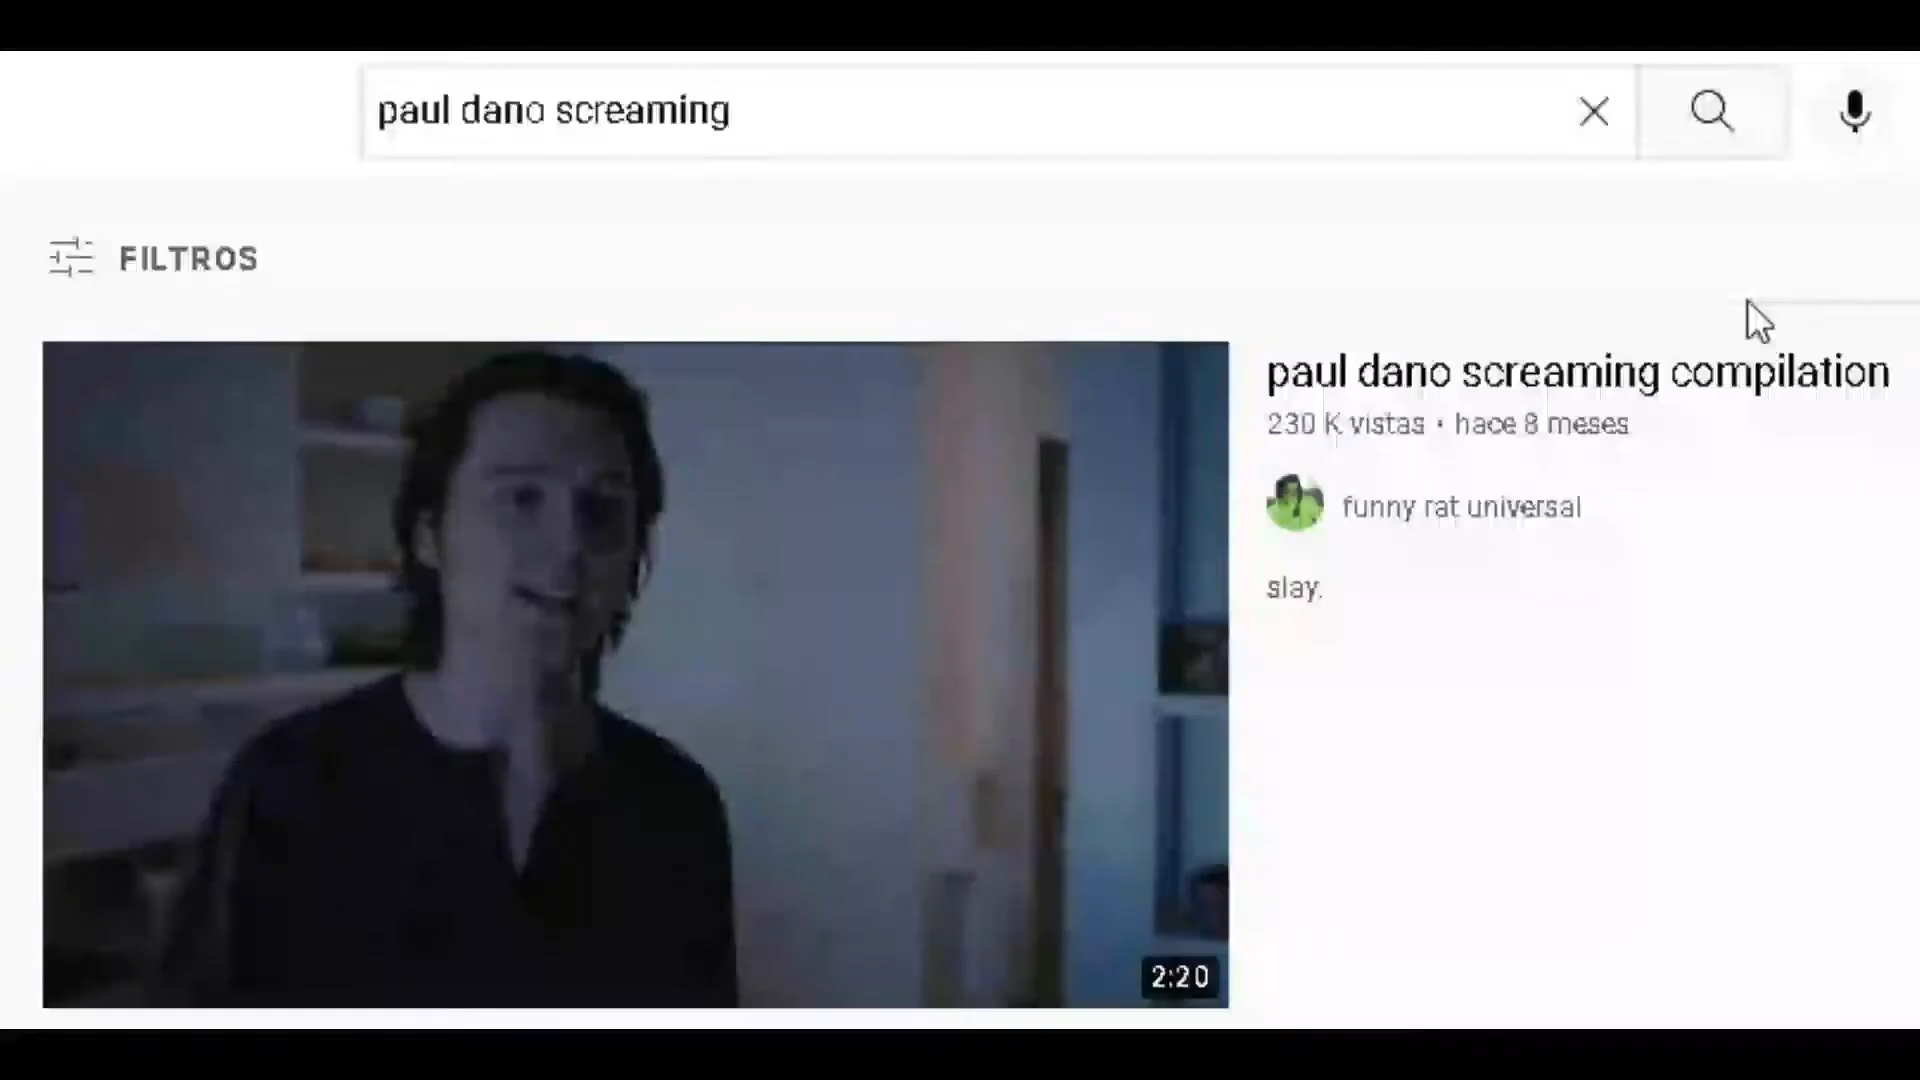 paul dano screaming
FILTROS
paul dano screaming compilation
230 K vistas • hace 8 meses
funny rat universal
slay.
2:20